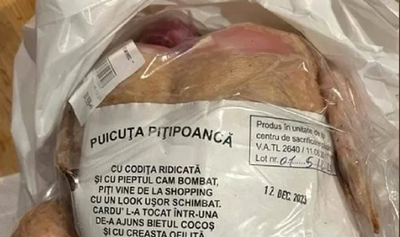 PUICUȚA PIȚIPOANCĂ
CU CODIȚA RIDICATĂ
ȘI CU PIEPTUL CAM BOMBAT,
PIȚI VINE DE LA SHOPPING
CU UN LOOK UȘOR SCHIMBAT.
CARDU' L-A TOCAT ÎNTR-UNA
DE-A AJUNS BIETUL COCOȘ
ȘI CU CREASTA OFILITĂ
Produs în unitate de
centru de sacrificare
V.A.TL 2640 / 11.0
Lot nr.
12. DEC. 2023